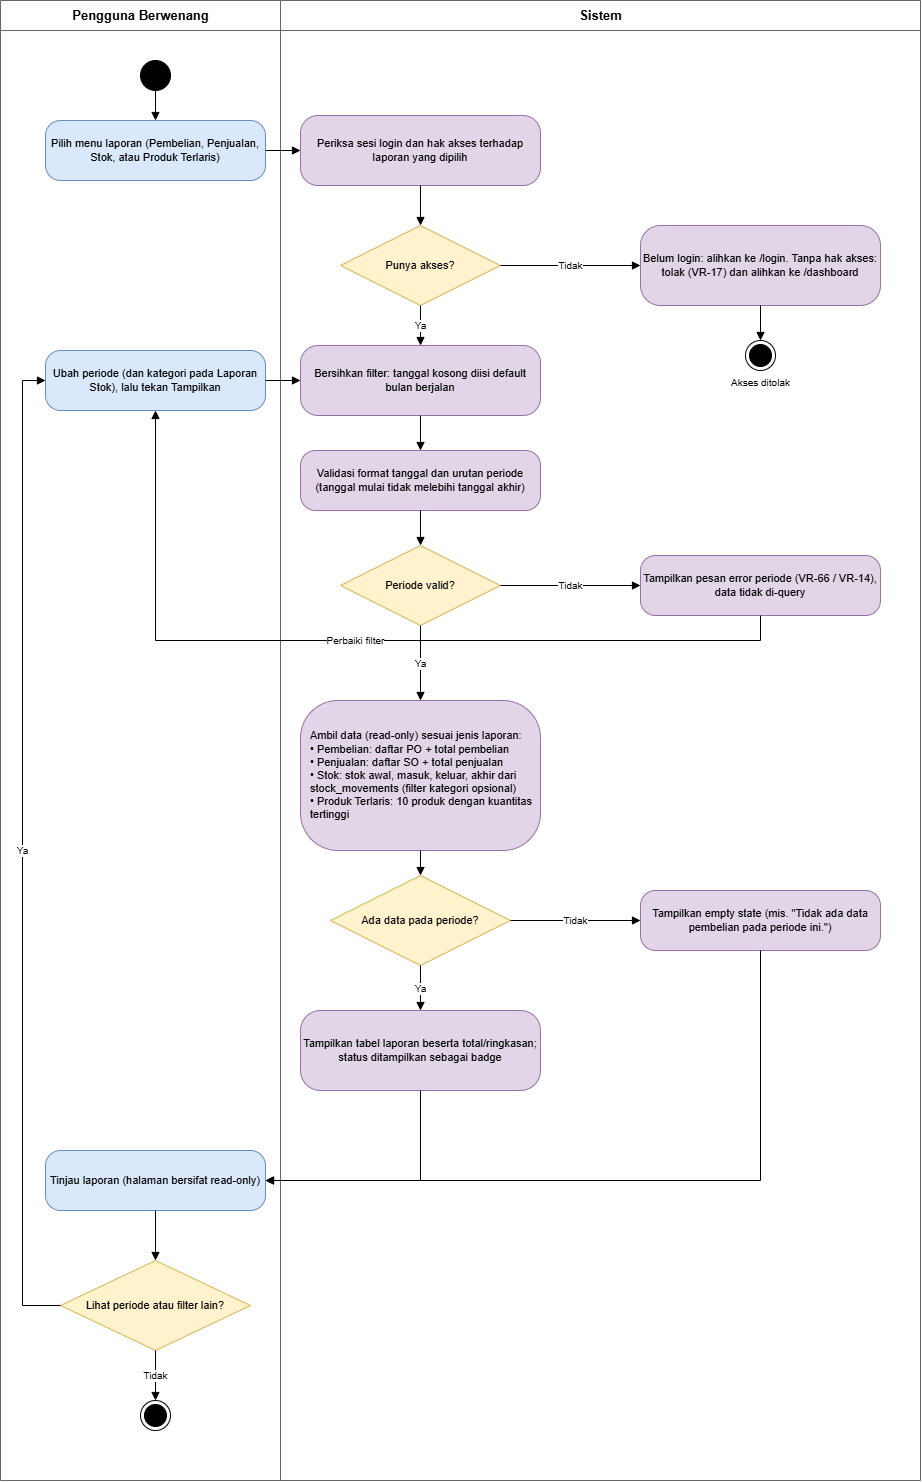 Pengguna Berwenang
Sistem
Pilih menu laporan (Pembelian, Penjualan,
Stok, atau Produk Terlaris)
Periksa sesi login dan hak akses terhadap
laporan yang dipilih
Punya akses?
Tidak
Belum login: alihkan ke /login. Tanpa hak akses:
tolak (VR-17) dan alihkan ke /dashboard
Ya
Akses ditolak
Ubah periode (dan kategori pada Laporan
Stok), lalu tekan Tampilkan
Bersihkan filter: tanggal kosong diisi default
bulan berjalan
Validasi format tanggal dan urutan periode
(tanggal mulai tidak melebihi tanggal akhir)
Periode valid?
Tidak
Tampilkan pesan error periode (VR-66 / VR-14),
data tidak di-query
Perbaiki filter
Ya
Ambil data (read-only) sesuai jenis laporan:
• Pembelian: daftar PO + total pembelian
• Penjualan: daftar SO + total penjualan
• Stok: stok awal, masuk, keluar, akhir dari
stock_movements (filter kategori opsional)
• Produk Terlaris: 10 produk dengan kuantitas
tertinggi
Ya
Ada data pada periode?
Tidak
Tampilkan empty state (mis. "Tidak ada data
pembelian pada periode ini.")
Ya
Tampilkan tabel laporan beserta total/ringkasan;
status ditampilkan sebagai badge
Tinjau laporan (halaman bersifat read-only)
Lihat periode atau filter lain?
Tidak